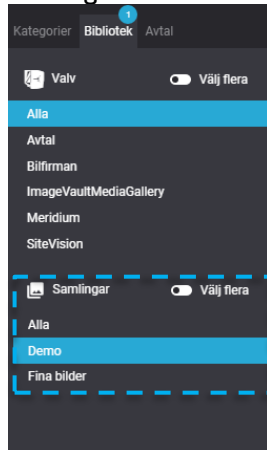 1
Kategorier Bibliotek Avtal
Valv Välj flera
Alla
Avtal
Bilfirman
ImageVaultMediaGallery
Meridium
SiteVision
Samlingar Välj flera
Alla
Demo
Fina bilder